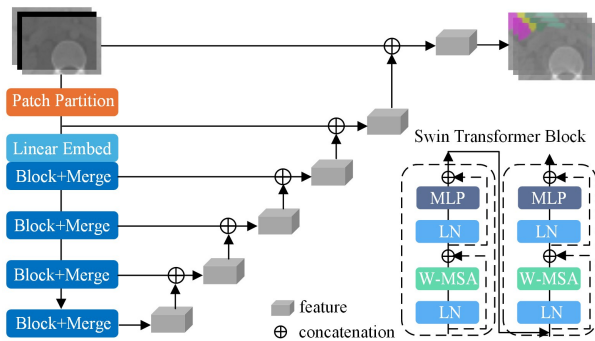 Patch Partition
Linear Embed
Block+Merge
Block+Merge
Block+Merge
Block+Merge
feature
concatenation
Swin Transformer Block
MLP
LN
W-MSA
LN
MLP
LN
W-MSA
LN